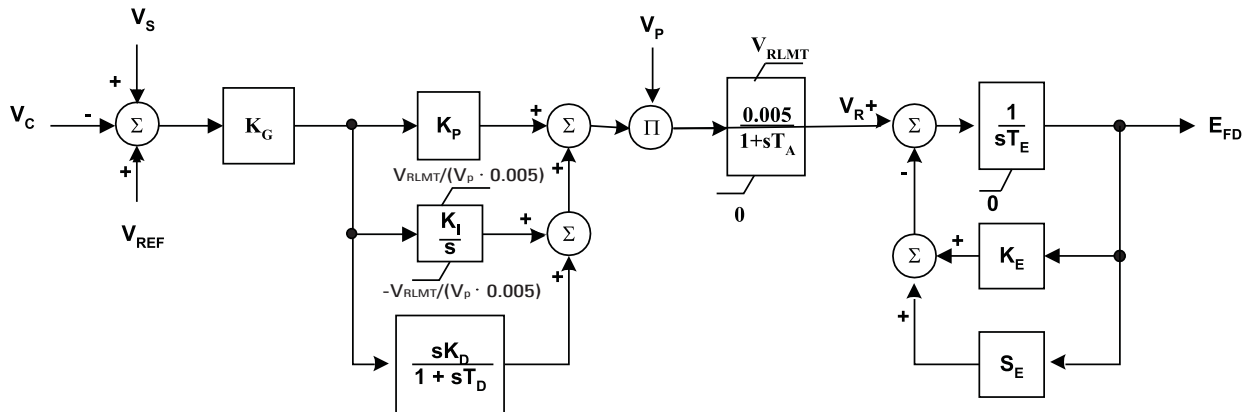 V_S
V_P
V_RLMT
+
V_C
-
Σ
K_G
K_P
+
Σ
Π
0.005
1+sT_A
V_R
+
Σ
1
sT_E
E_FD
+
+
-
0
0
V_REF
V_RLMT/(V_p · 0.005)
K_I
s
+
Σ
+
Σ
+
K_E
-V_RLMT/(V_p · 0.005)
+
+
sK_D
1 + sT_D
S_E